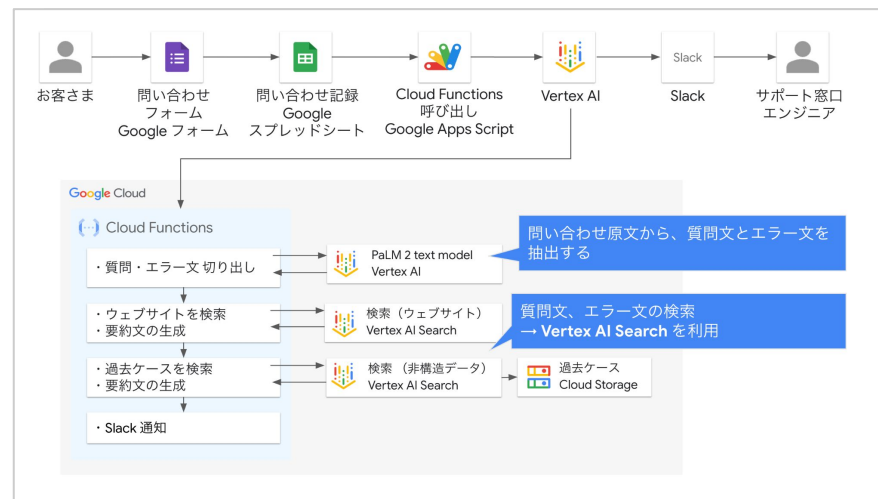 Slack
お客さま
問い合わせ
フォーム
Google フォーム
問い合わせ記録
Google
スプレッドシート
Cloud Functions
呼び出し
Google Apps Script
Vertex AI
Slack
サポート窓口
エンジニア
Google Cloud
Cloud Functions
・質問・エラー文 切り出し
PaLM 2 text model
Vertex AI
問い合わせ原文から、質問文とエラー文を
抽出する
・ウェブサイトを検索
・要約文の生成
検索（ウェブサイト）
Vertex AI Search
質問文、エラー文の検索
→ Vertex AI Search を利用
・過去ケースを検索
・要約文の生成
検索 （非構造データ）
Vertex AI Search
過去ケース
Cloud Storage
・Slack 通知